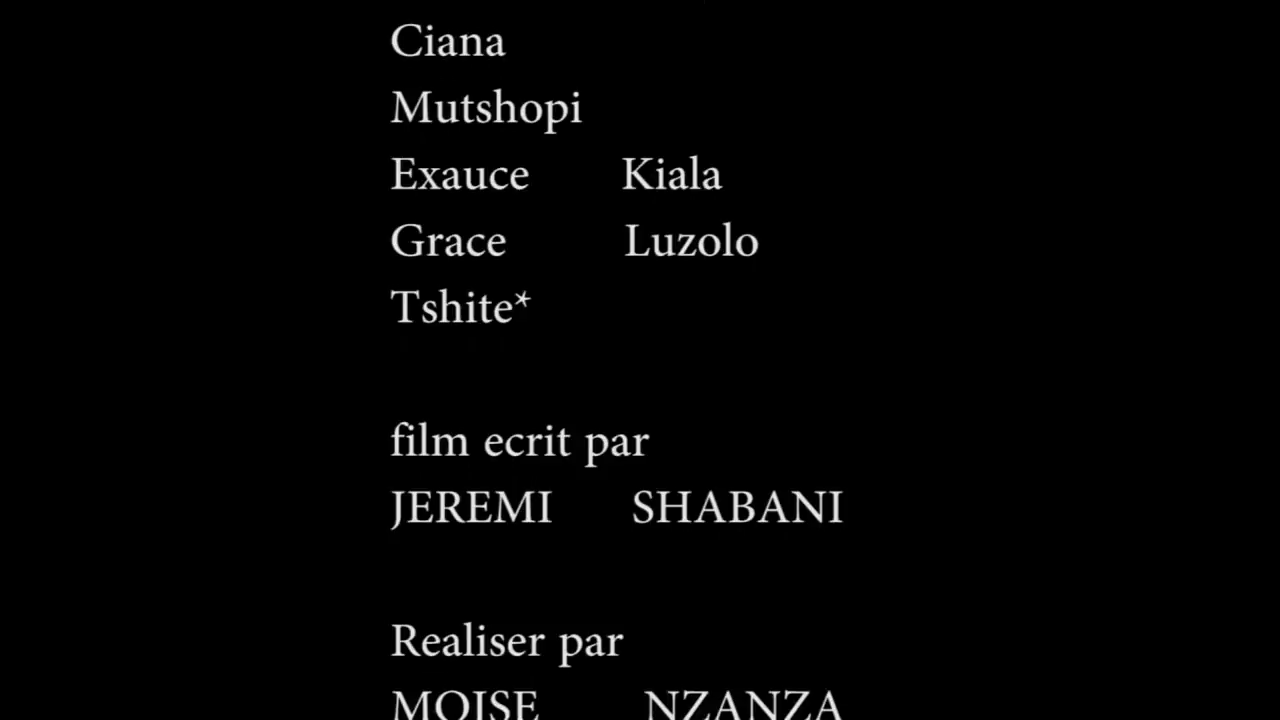 Ciana
Mutshopi
Exauce Kiala
Grace Luzolo
Tshite*
film ecrit par
JEREMI SHABANI
Realiser par
MOISE NZANZA